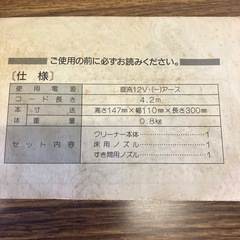 ご使用の前に必ずお読みください。
〔仕様〕
使用電源 直流12V・(ー)アース
コード長さ 4.2m
本体寸法 高さ147㎜×幅110㎜×長さ300㎜
体重量 0.8kg
セット内容 クリーナー本体 1
床用ノズル 1
すき間用ノズル 1